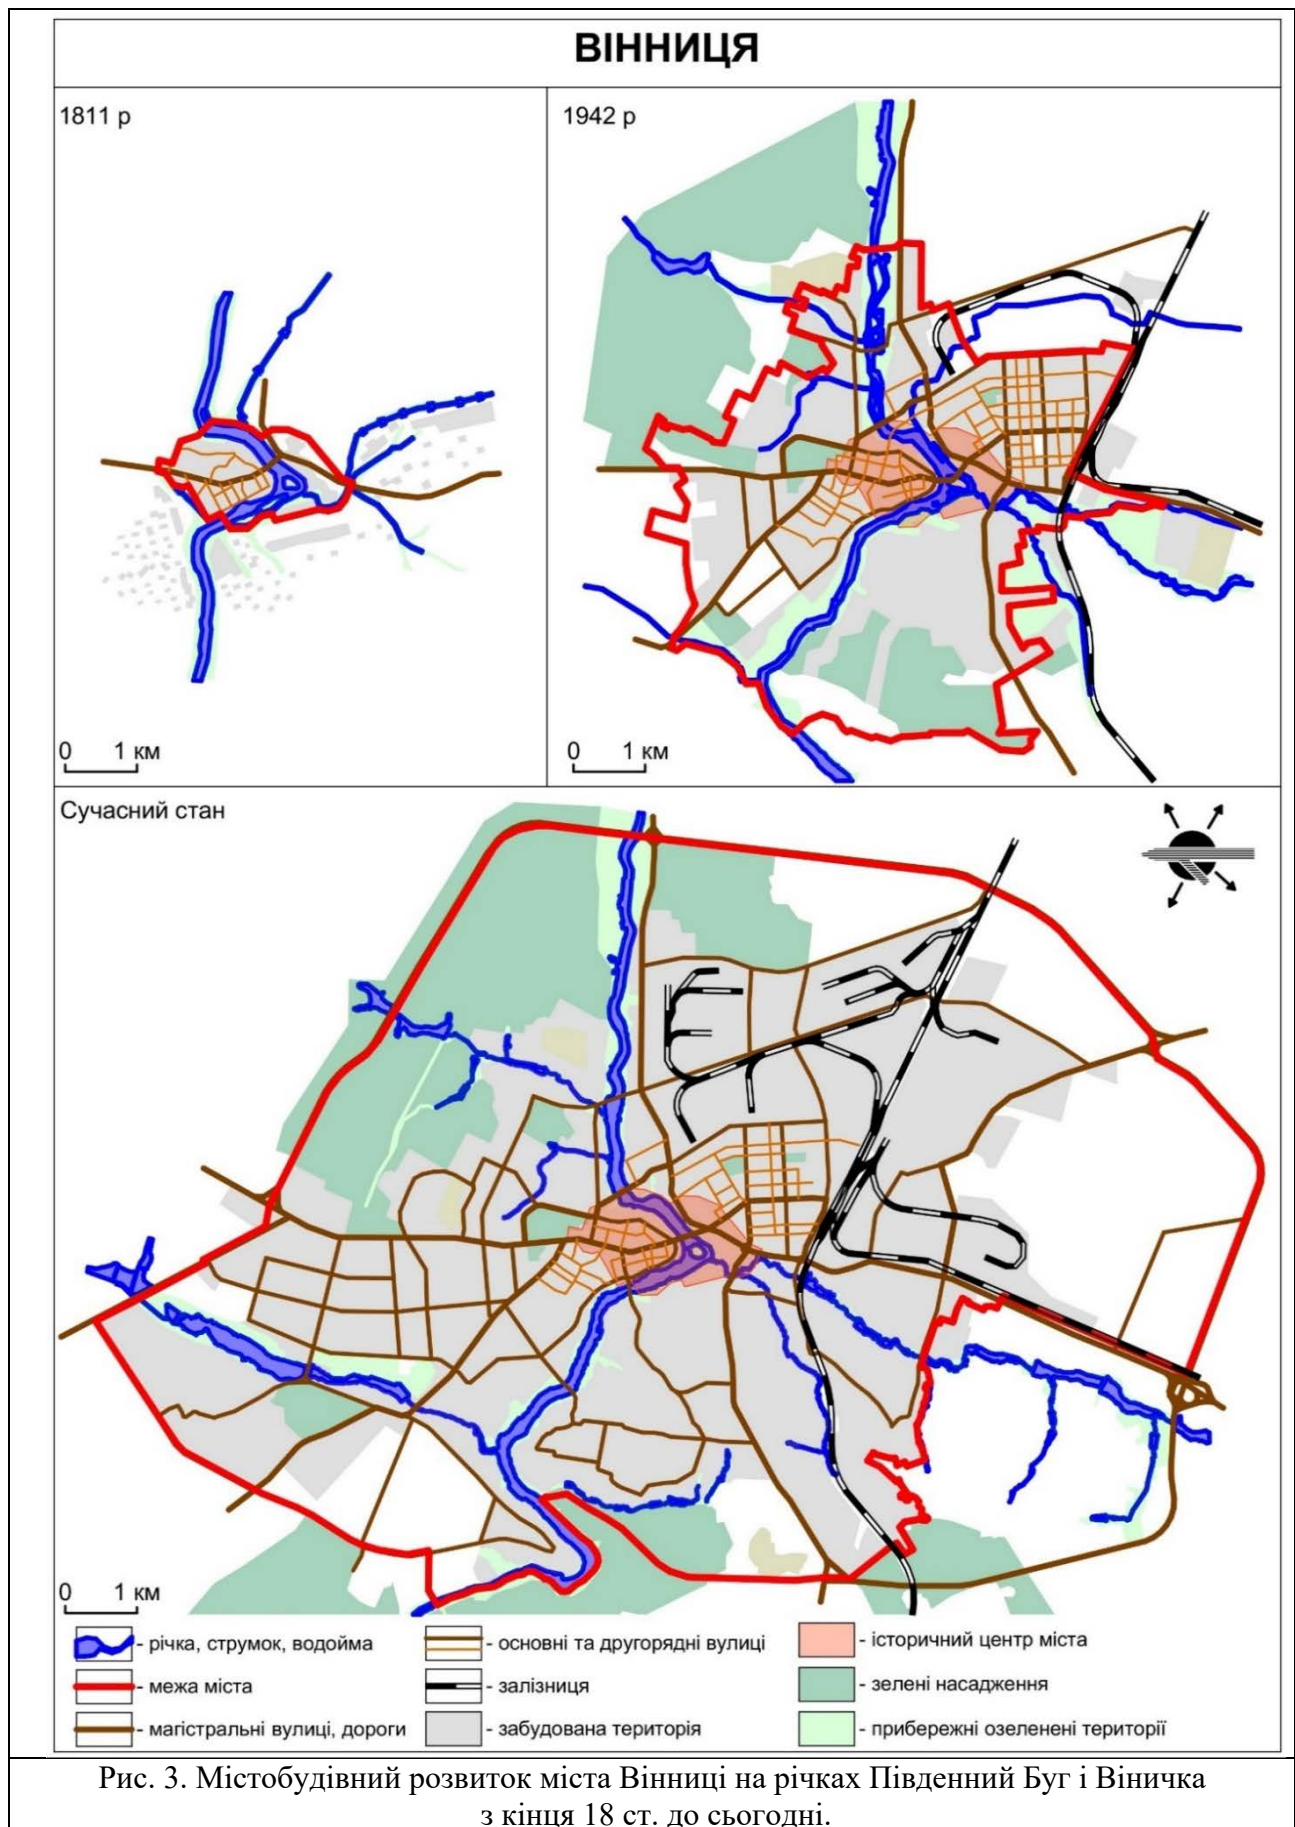 ВІННИЦЯ
1811 р
1942 р
0 1 км
0 1 км
Сучасний стан
0 1 км
- річка, струмок, водойма
- межа міста
- магістральні вулиці, дороги
- основні та другорядні вулиці
- залізниця
- забудована територія
- історичний центр міста
- зелені насадження
- прибережні озеленені території
Рис. 3. Містобудівний розвиток міста Вінниці на річках Південний Буг і Віничка
з кінця 18 ст. до сьогодні.